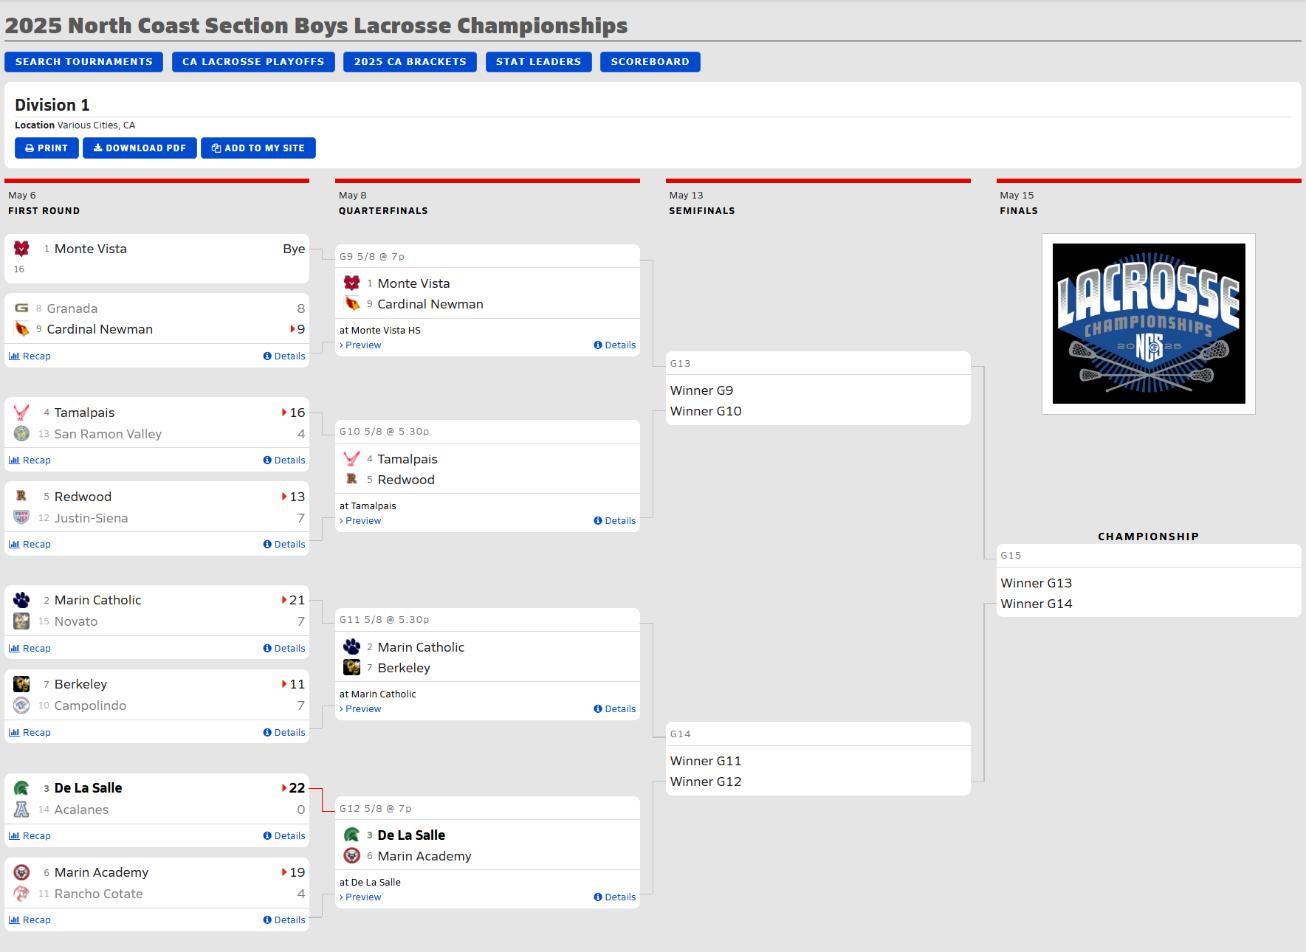 2025 North Coast Section Boys Lacrosse Championships
SEARCH TOURNAMENTS CA LACROSSE PLAYOFFS 2025 CA BRACKETS STAT LEADERS SCOREBOARD
Division 1
Location Various Cities, CA
PRINT DOWNLOAD PDF ADD TO MY SITE
May 6
FIRST ROUND
1 Monte Vista Bye
16
8 Granada 8
9 Cardinal Newman 9
Recap Details
4 Tamalpais 16
13 San Ramon Valley 4
Recap Details
5 Redwood 13
12 Justin-Siena 7
Recap Details
2 Marin Catholic 21
15 Novato 7
Recap Details
7 Berkeley 11
10 Campolindo 7
Recap Details
3 De La Salle 22
14 Acalanes 0
Recap Details
6 Marin Academy 19
11 Rancho Cotate 4
Recap Details
May 8
QUARTERFINALS
G9 5/8 @ 7p
1 Monte Vista
9 Cardinal Newman
at Monte Vista HS
› Preview Details
G10 5/8 @ 5:30p
4 Tamalpais
5 Redwood
at Tamalpais
› Preview Details
G11 5/8 @ 5:30p
2 Marin Catholic
7 Berkeley
at Marin Catholic
› Preview Details
G12 5/8 @ 7p
3 De La Salle
6 Marin Academy
at De La Salle
› Preview Details
May 13
SEMIFINALS
G13
Winner G9
Winner G10
G14
Winner G11
Winner G12
May 15
FINALS
LACROSSE
CHAMPIONSHIPS
2025
NCS
CHAMPIONSHIP
G15
Winner G13
Winner G14